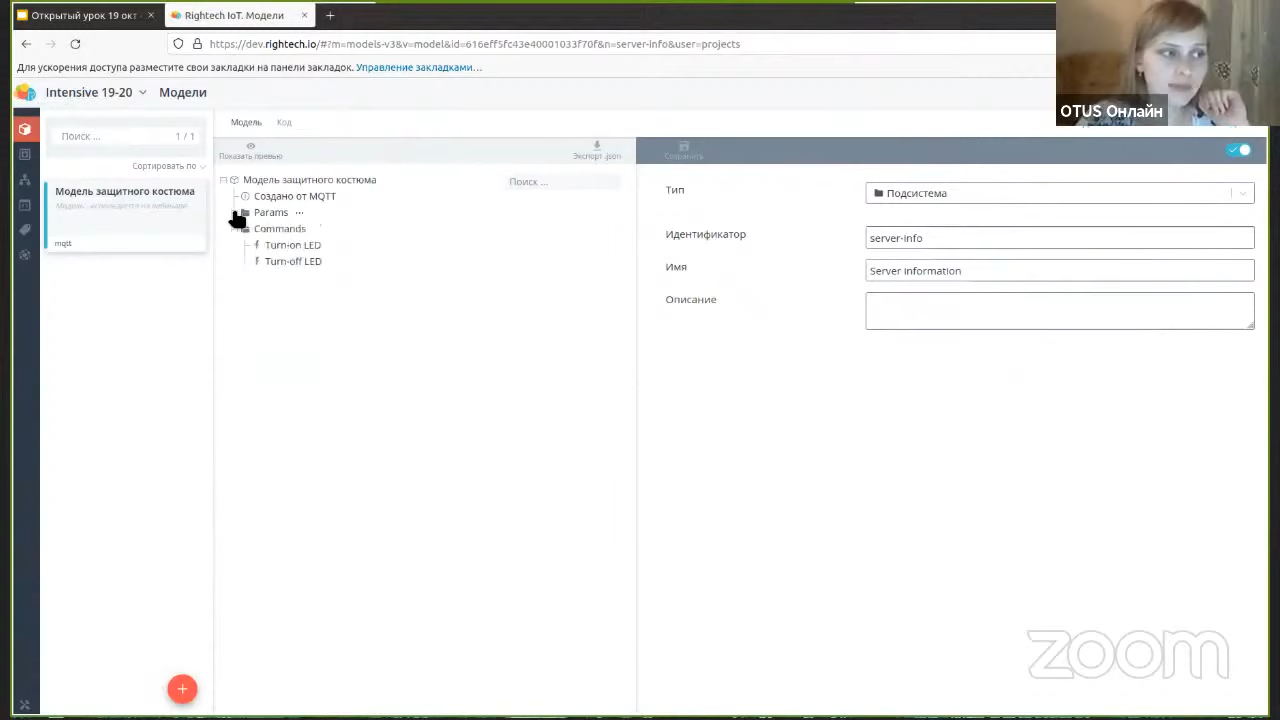 Открытый урок 19 окт
Rightech IoT. Модели
https://dev.rightech.io/#?m=models-v3&v=model&id=616eff5fc43e40001033f70f&n=server-info&user=projects
Для ускорения доступа разместите свои закладки на панели закладок. Управление закладками…
OTUS Онлайн
Intensive 19-20
Модели
Поиск ...
1 / 1
Сортировать по
Модель защитного костюма
Модель, используется на вебинаре
mqtt
Модель
Код
Показать превью
Экспорт .json
Поиск ...
Модель защитного костюма
Создано от MQTT
Params ···
Commands
Turn-on LED
Turn-off LED
Сохранить
Тип
Подсистема
Идентификатор
server-info
Имя
Server information
Описание
zoom